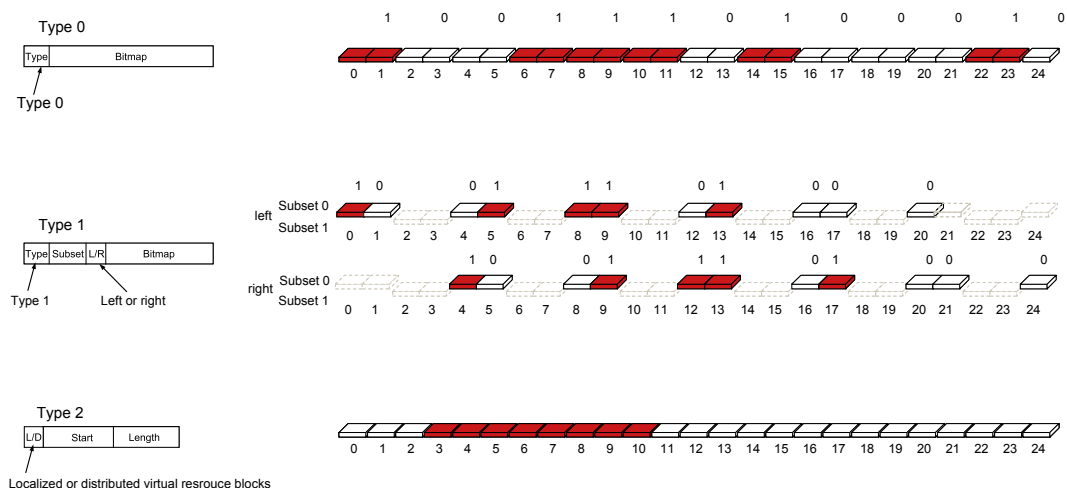 Type 0
1 0 0 1 1 1 0 1 0 0 0 1 0
Type Bitmap
0 1 2 3 4 5 6 7 8 9 10 11 12 13 14 15 16 17 18 19 20 21 22 23 24
Type 0
1 0 0 1 1 1 0 1 0 0 0
Subset 0
left
Subset 1
Type 1
0 1 2 3 4 5 6 7 8 9 10 11 12 13 14 15 16 17 18 19 20 21 22 23 24
Type Subset L/R Bitmap
1 0 0 1 1 1 0 1 0 0 0
Subset 0
right
Subset 1
Type 1 Left or right
0 1 2 3 4 5 6 7 8 9 10 11 12 13 14 15 16 17 18 19 20 21 22 23 24
Type 2
L/D Start Length
0 1 2 3 4 5 6 7 8 9 10 11 12 13 14 15 16 17 18 19 20 21 22 23 24
Localized or distributed virtual resrouce blocks